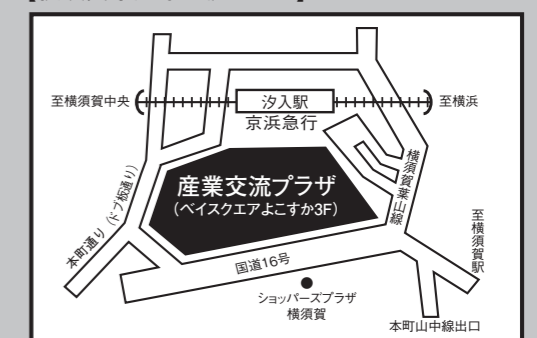 至横須賀中央
汐入駅
至横浜
京浜急行
産業交流プラザ
(ベイスクエアよこすか3F)
横須賀葉山線
本町通り(ドブ板通り)
至横須賀駅
国道16号
ショッパーズプラザ
横須賀
本町山中線出口